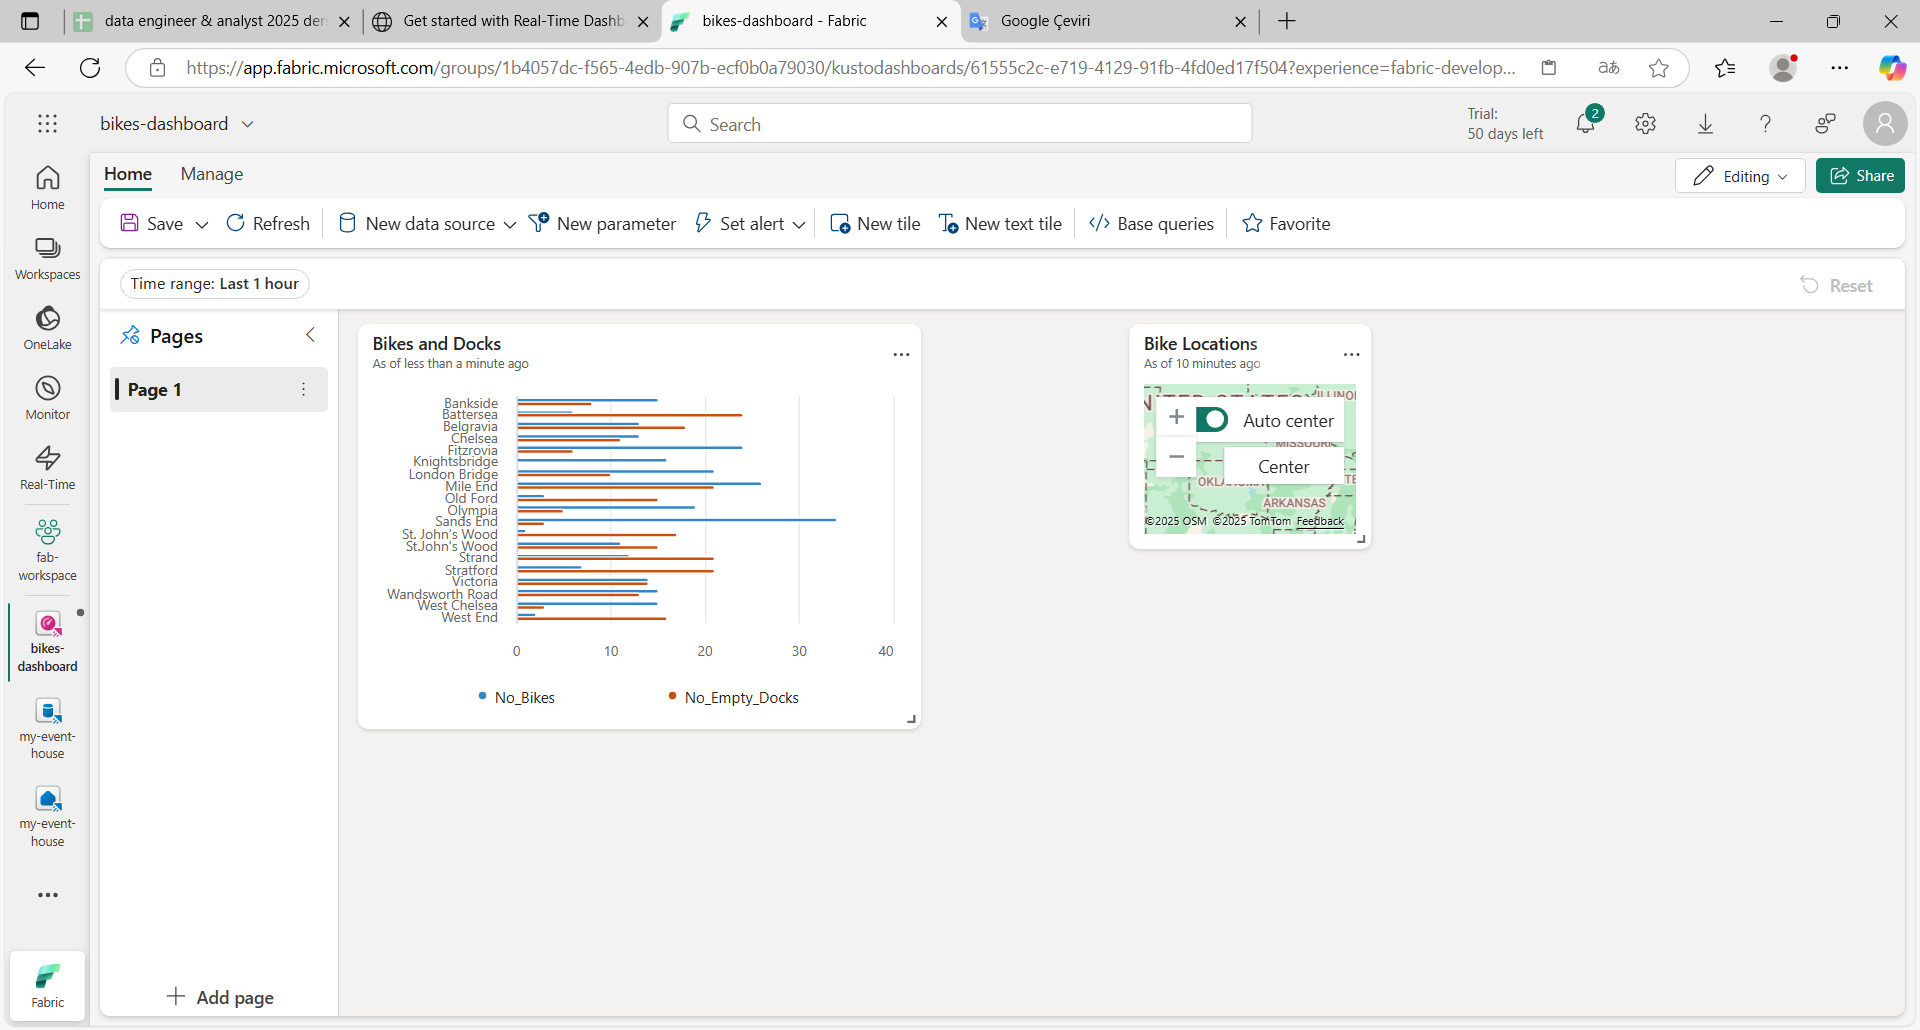 data engineer & analyst 2025 der
Get started with Real-Time Dashb
bikes-dashboard - Fabric
Google Çeviri
https://app.fabric.microsoft.com/groups/1b4057dc-f565-4edb-907b-ecf0b0a79030/kustodashboards/61555c2c-e719-4129-91fb-4fd0ed17f504?experience=fabric-develop...
bikes-dashboard
Search
Trial:
50 days left
2
Home
Manage
Editing
Share
Save
Refresh
New data source
New parameter
Set alert
New tile
New text tile
Base queries
Favorite
Time range: Last 1 hour
Reset
Home
Workspaces
OneLake
Monitor
Real-Time
fab-
workspace
bikes-
dashboard
my-event-
house
my-event-
house
Fabric
Pages
Page 1
Add page
Bikes and Docks
As of less than a minute ago
Bankside
Battersea
Belgravia
Chelsea
Fitzrovia
Knightsbridge
London Bridge
Mile End
Old Ford
Olympia
Sands End
St. John's Wood
St.John's Wood
Strand
Stratford
Victoria
Wandsworth Road
West Chelsea
West End
0 10 20 30 40
No_Bikes
No_Empty_Docks
Bike Locations
As of 10 minutes ago
Auto center
MISSOURI
Center
ARKANSAS
©2025 OSM ©2025 TomTom Feedback